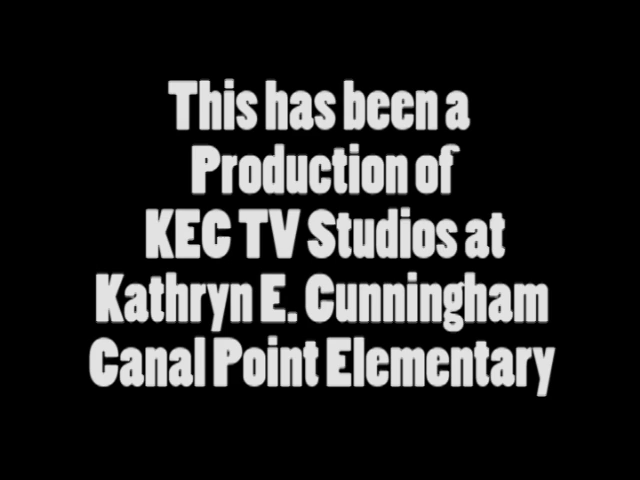 This has been a
Production of
KEC TV Studios at
Kathryn E. Cunningham
Canal Point Elementary